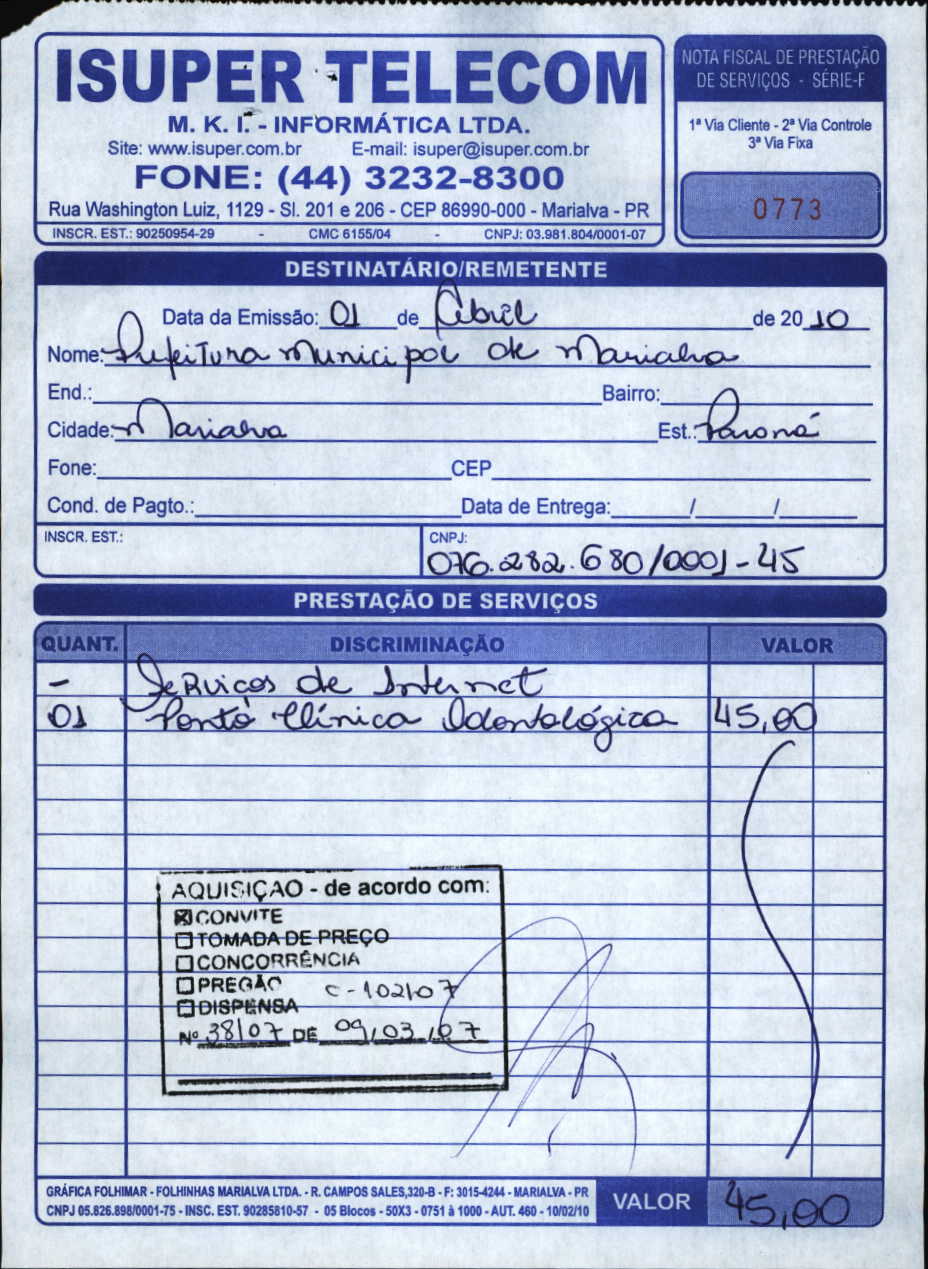 ISUPER TELECOM
M. K. I. - INFORMÁTICA LTDA.
Site: www.isuper.com.br E-mail: isuper@isuper.com.br
FONE: (44) 3232-8300
Rua Washington Luiz, 1129 - Sl. 201 e 206 - CEP 86990-000 - Marialva - PR
INSCR. EST.: 90250954-29 - CMC 6155/04 - CNPJ: 03.981.804/0001-07
NOTA FISCAL DE PRESTAÇÃO
DE SERVIÇOS - SÉRIE-F
1ª Via Cliente - 2ª Via Controle
3ª Via Fixa
0773
DESTINATÁRIO/REMETENTE
Data da Emissão: 01 de Abril de 2010
Nome: Prefeitura Municipal de Marialva
End.: Bairro:
Cidade: Marialva Est.: Paraná
Fone: CEP
Cond. de Pagto.: Data de Entrega: / /
INSCR. EST.: CNPJ:
076.282.680/0001-45
PRESTAÇÃO DE SERVIÇOS
QUANT. DISCRIMINAÇÃO VALOR
- Serviços de Internet
01 Ponto Clínica Odontológica 45,00
AQUISIÇAO - de acordo com:
☒ CONVITE
☐ TOMADA DE PREÇO
☐ CONCORRÊNCIA
☐ PREGÃO C-102/07
☐ DISPENSA
Nº 38/07 DE 09/03/07
GRÁFICA FOLHIMAR - FOLHINHAS MARIALVA LTDA. - R. CAMPOS SALES,320-B - F: 3015-4244 - MARIALVA - PR
CNPJ 05.826.898/0001-75 - INSC. EST. 90285810-57 - 05 Blocos - 50X3 - 0751 à 1000 - AUT. 460 - 10/02/10
VALOR 45,00